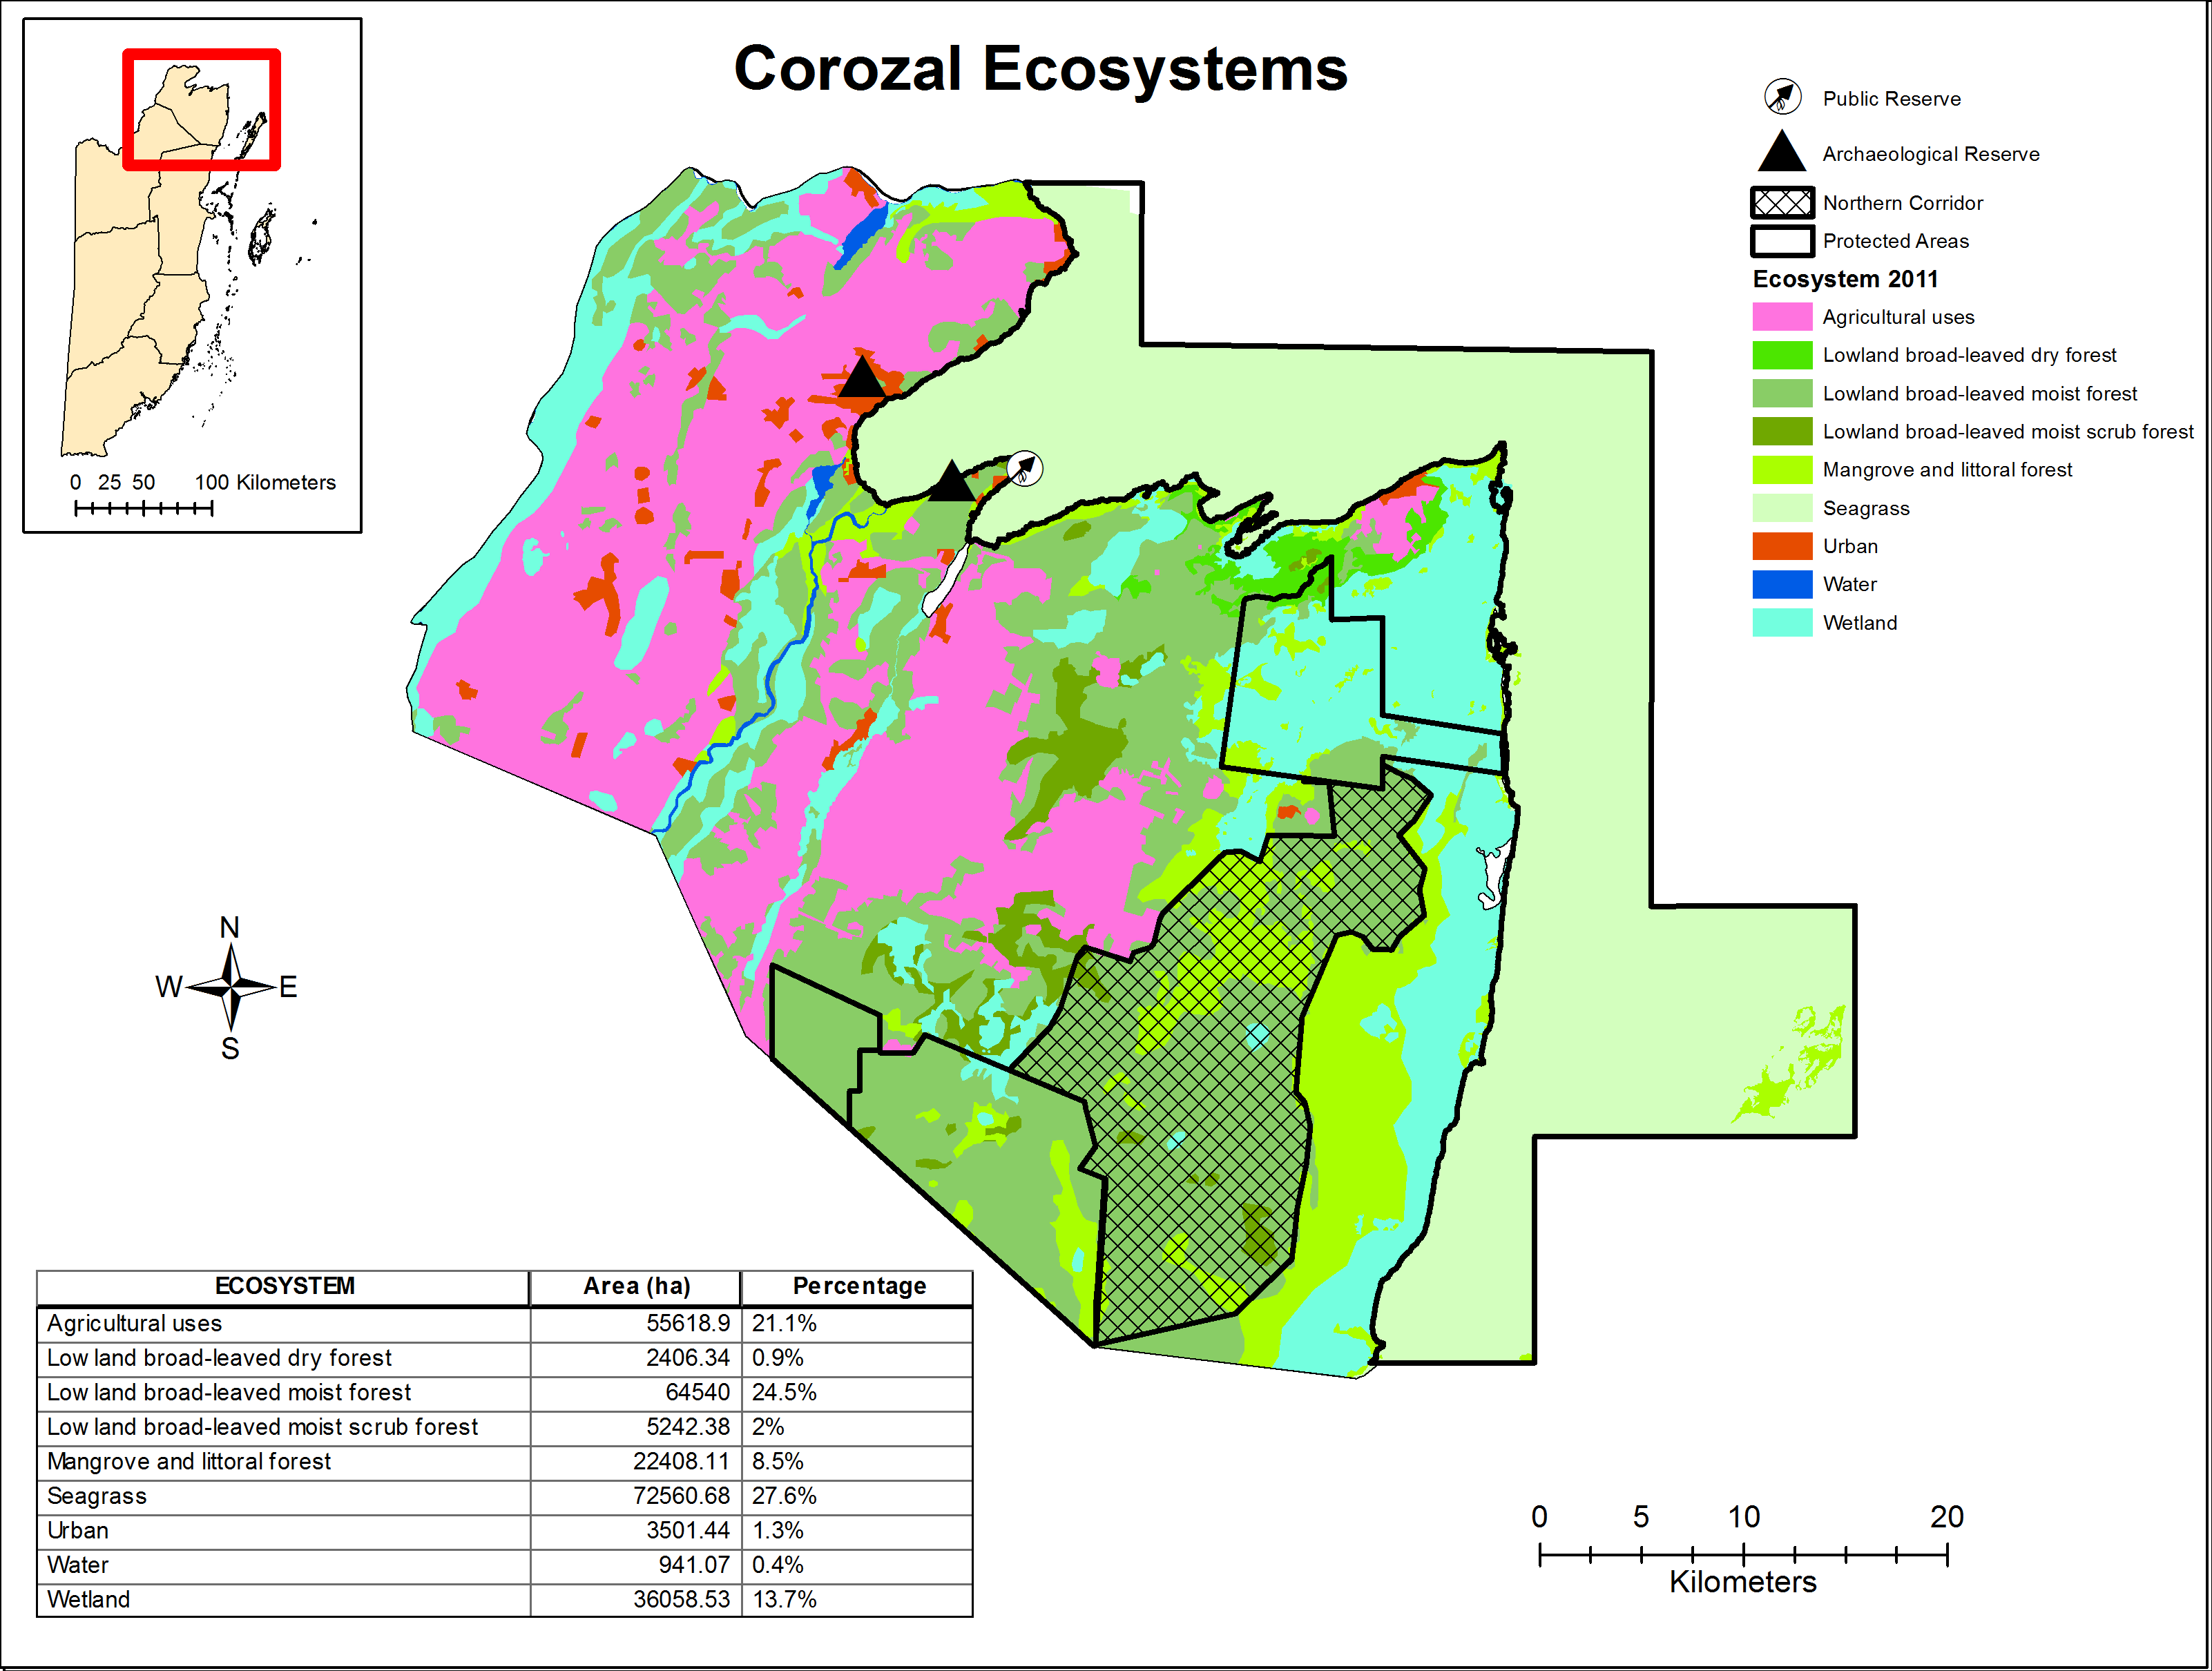 Corozal Ecosystems
0 25 50 100 Kilometers
Public Reserve
Archaeological Reserve
Northern Corridor
Protected Areas
Ecosystem 2011
Agricultural uses
Lowland broad-leaved dry forest
Lowland broad-leaved moist forest
Lowland broad-leaved moist scrub forest
Mangrove and littoral forest
Seagrass
Urban
Water
Wetland
N
W E
S
ECOSYSTEM Area (ha) Percentage
Agricultural uses 55618.9 21.1%
Low land broad-leaved dry forest 2406.34 0.9%
Low land broad-leaved moist forest 64540 24.5%
Low land broad-leaved moist scrub forest 5242.38 2%
Mangrove and littoral forest 22408.11 8.5%
Seagrass 72560.68 27.6%
Urban 3501.44 1.3%
Water 941.07 0.4%
Wetland 36058.53 13.7%
0 5 10 20
Kilometers